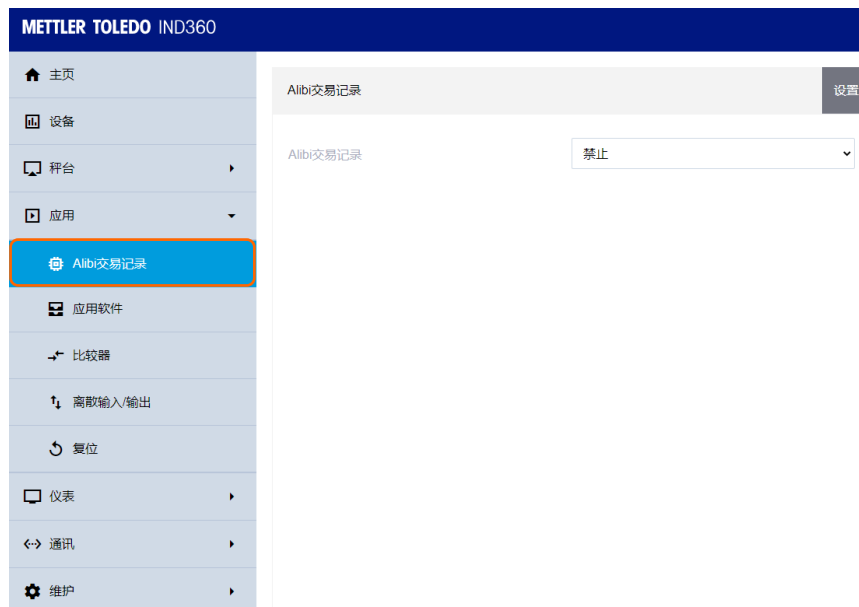 METTLER TOLEDO IND360
主页
设备
秤台
应用
Alibi交易记录
应用软件
比较器
离散输入/输出
复位
仪表
通讯
维护
Alibi交易记录
设置
Alibi交易记录
禁止